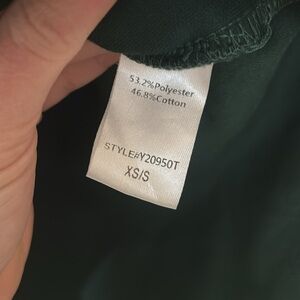 53.2%Polyester
46.8%Cotton
STYLE#Y20950T
XS/S